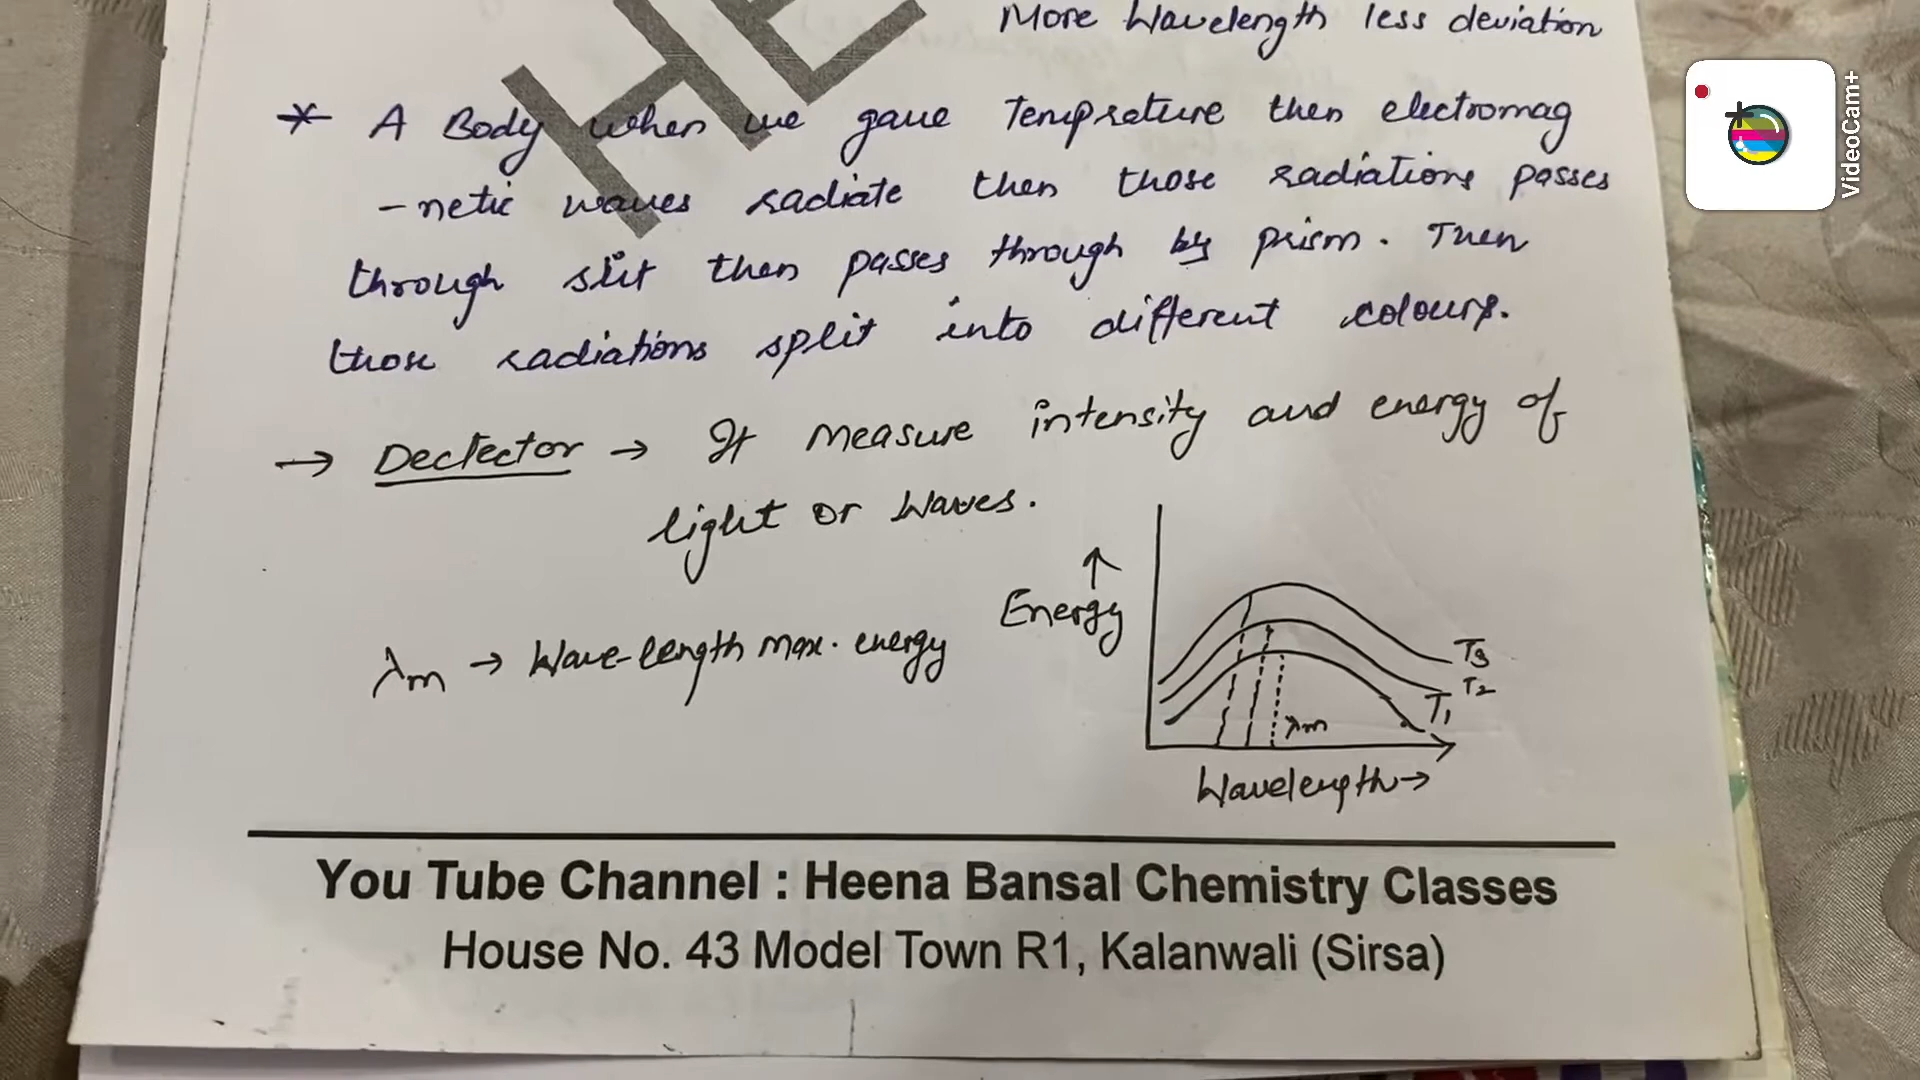 More Wavelength less deviation
HE
* A Body when we gave Temprature then electromag
-netic waves radiate then those radiations passes
through slit then passes through by prism. Then
those radiations split into different colours.
→ Dectector → It measure intensity and energy of
light or Waves.
↑
Energy
λm → Wave-length max. energy
T3
T2
T1
λm
Wavelength→
You Tube Channel : Heena Bansal Chemistry Classes
House No. 43 Model Town R1, Kalanwali (Sirsa)
VideoCam+